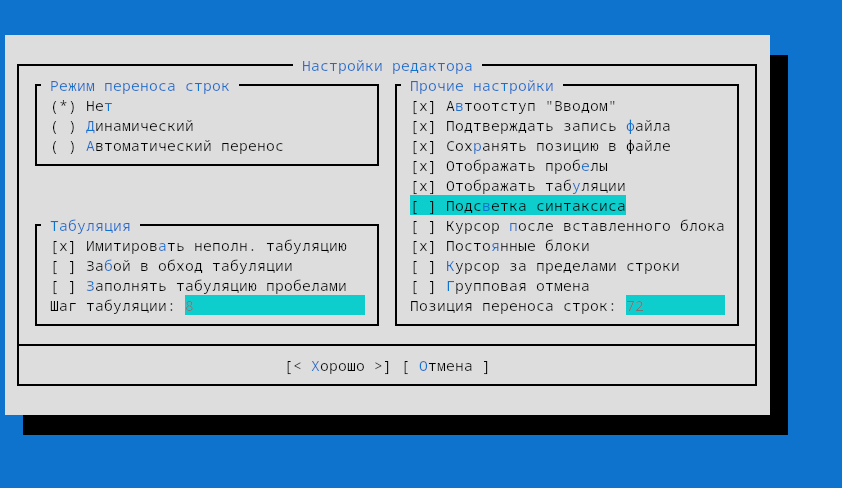 Настройки редактора
Режим переноса строк
(*) Нет
( ) Динамический
( ) Автоматический перенос
Табуляция
[x] Имитировать неполн. табуляцию
[ ] Забой в обход табуляции
[ ] Заполнять табуляцию пробелами
Шаг табуляции: 8
Прочие настройки
[x] Автоотступ "Вводом"
[x] Подтверждать запись файла
[x] Сохранять позицию в файле
[x] Отображать пробелы
[x] Отображать табуляции
[ ] Подсветка синтаксиса
[ ] Курсор после вставленного блока
[x] Постоянные блоки
[ ] Курсор за пределами строки
[ ] Групповая отмена
Позиция переноса строк: 72
[< Хорошо >] [ Отмена ]